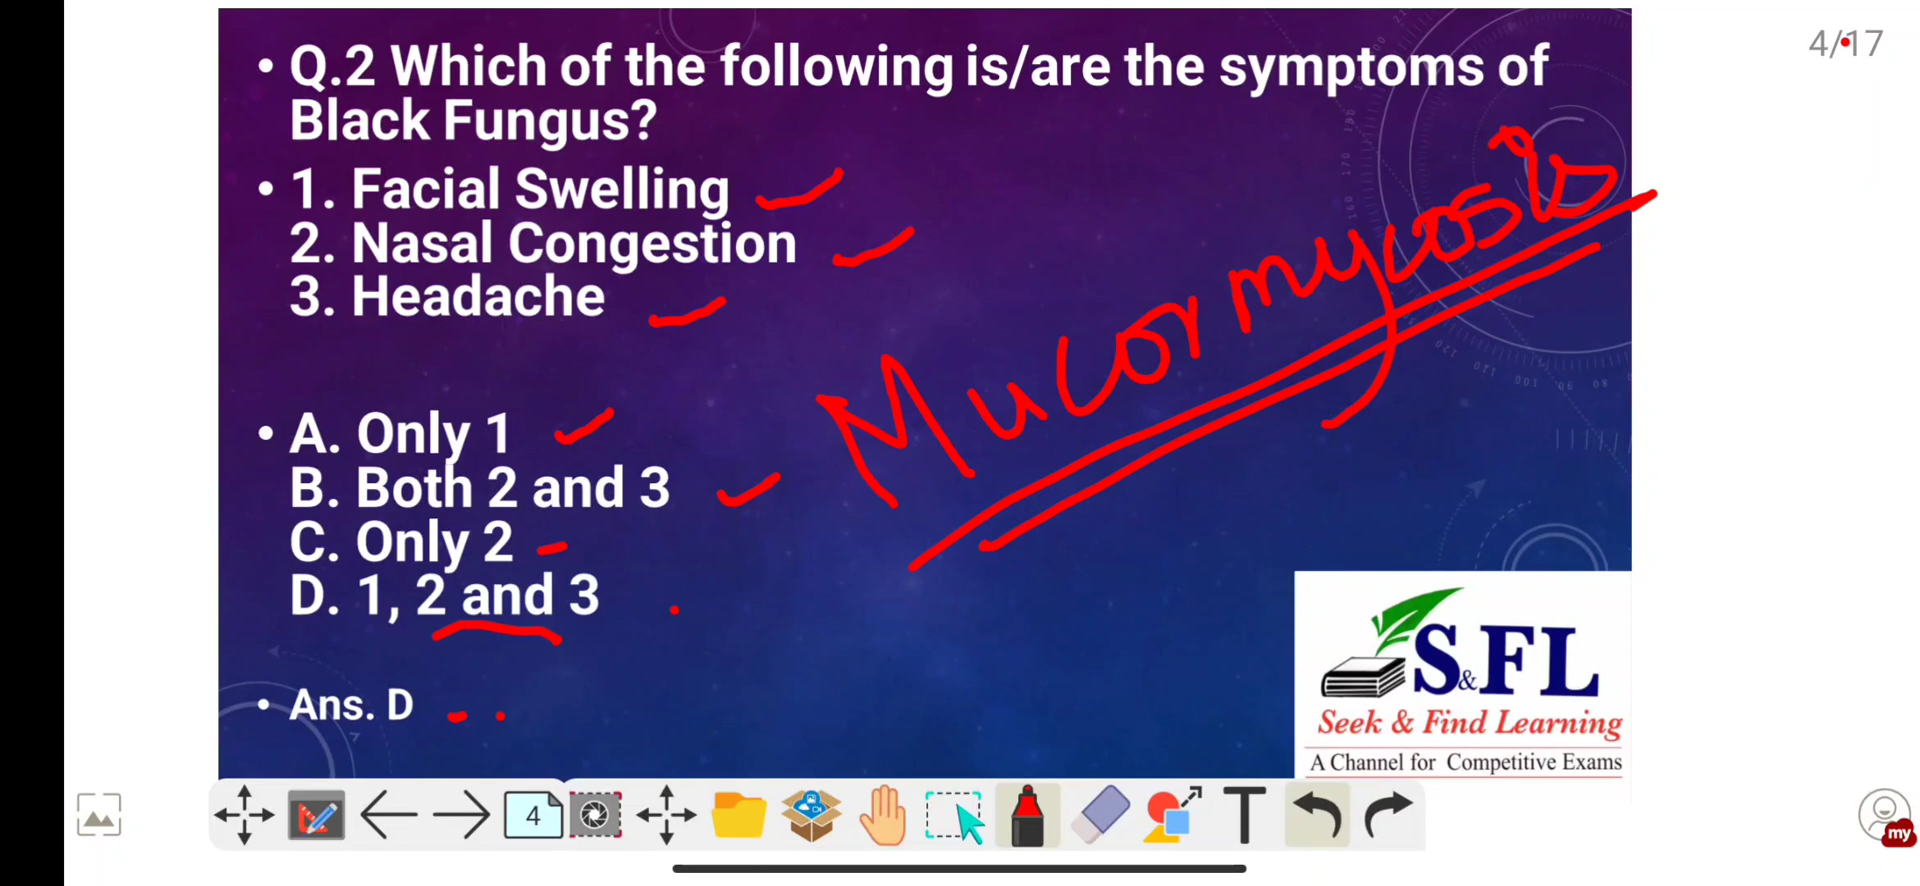 4/17
• Q.2 Which of the following is/are the symptoms of
Black Fungus?
• 1. Facial Swelling
2. Nasal Congestion
3. Headache
Mucormycosis
• A. Only 1
B. Both 2 and 3
C. Only 2
D. 1, 2 and 3
• Ans. D
S&FL
Seek & Find Learning
A Channel for Competitive Exams
4
T
my